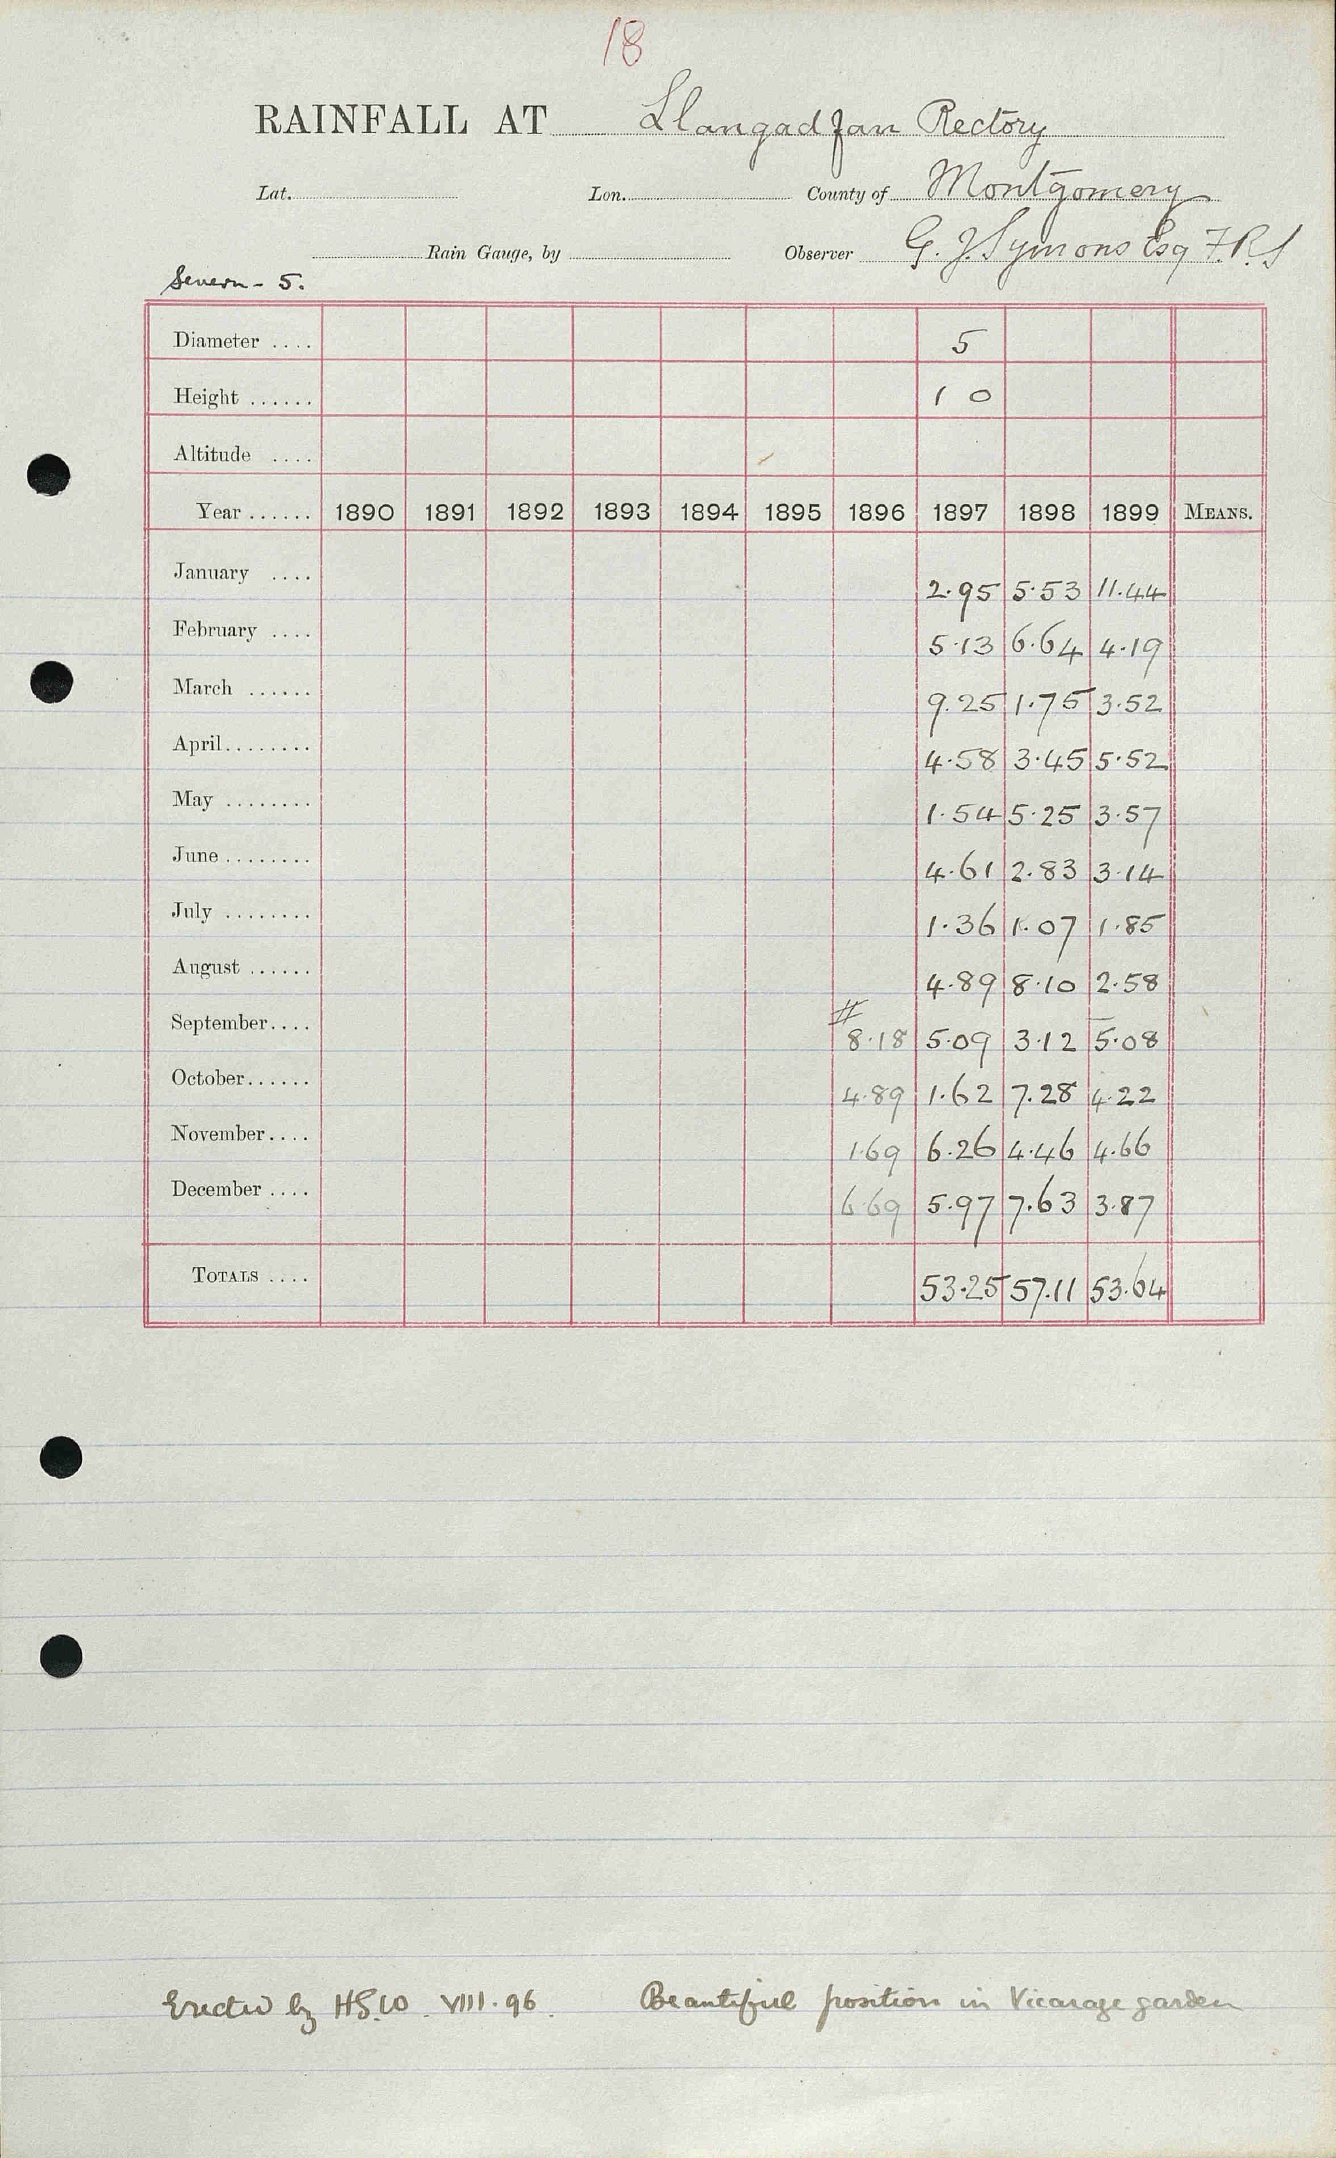 18
RAINFALL AT Llangadfan Rectory
Lat. Lon. County of Montgomery
Rain Gauge, by Observer G. J. Symons Esq F.R.S
Severn - 5.
Diameter .... 5
Height ...... 1 0
Altitude ....
Year ...... 1890 1891 1892 1893 1894 1895 1896 1897 1898 1899 MEANS.
January .... 2.95 5.53 11.44
February .... 5.13 6.64 4.19
March ...... 9.25 1.75 3.52
April........ 4.58 3.45 5.52
May ........ 1.54 5.25 3.57
June ........ 4.61 2.83 3.14
July ........ 1.36 1.07 1.85
August ...... 4.89 8.10 2.58
September.... # 8.18 5.09 3.12 5.08
October...... 4.89 1.62 7.28 4.22
November.... 1.69 6.26 4.46 4.66
December .... 6.69 5.97 7.63 3.87
TOTALS .... 53.25 57.11 53.64
Erected by HSW VIII.96. Beautiful position in Vicarage garden